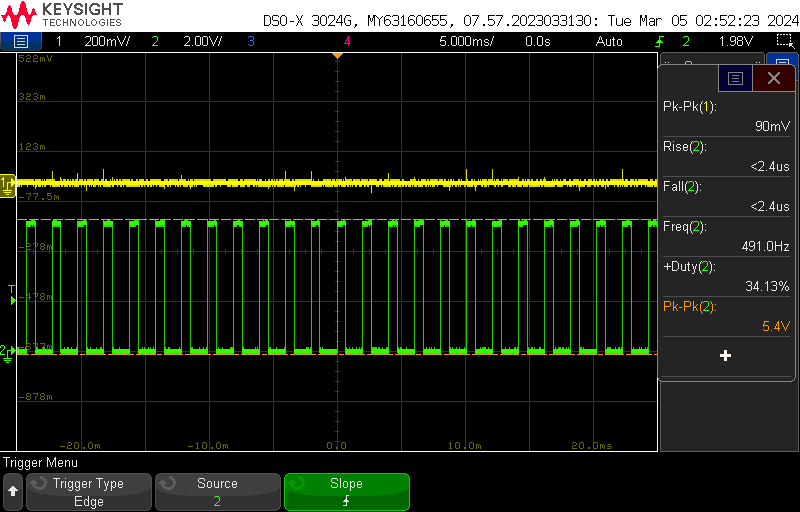 KEYSIGHT
TECHNOLOGIES
DSO-X 3024G, MY63160655, 07.57.2023033130: Tue Mar 05 02:52:23 2024
1 200mV/ 2 2.00V/ 3 4 5.000ms/ 0.0s Auto 2 1.98V
522mV
323m
123m
1
-77.5m
-278m
T
-478m
2
-677m
-878m
-20.0m -10.0m 0.0 10.0m 20.0ms
Pk-Pk(1):
90mV
Rise(2):
<2.4us
Fall(2):
<2.4us
Freq(2):
491.0Hz
+Duty(2):
34.13%
Pk-Pk(2):
5.4V
Trigger Menu
Trigger Type
Edge
Source
2
Slope